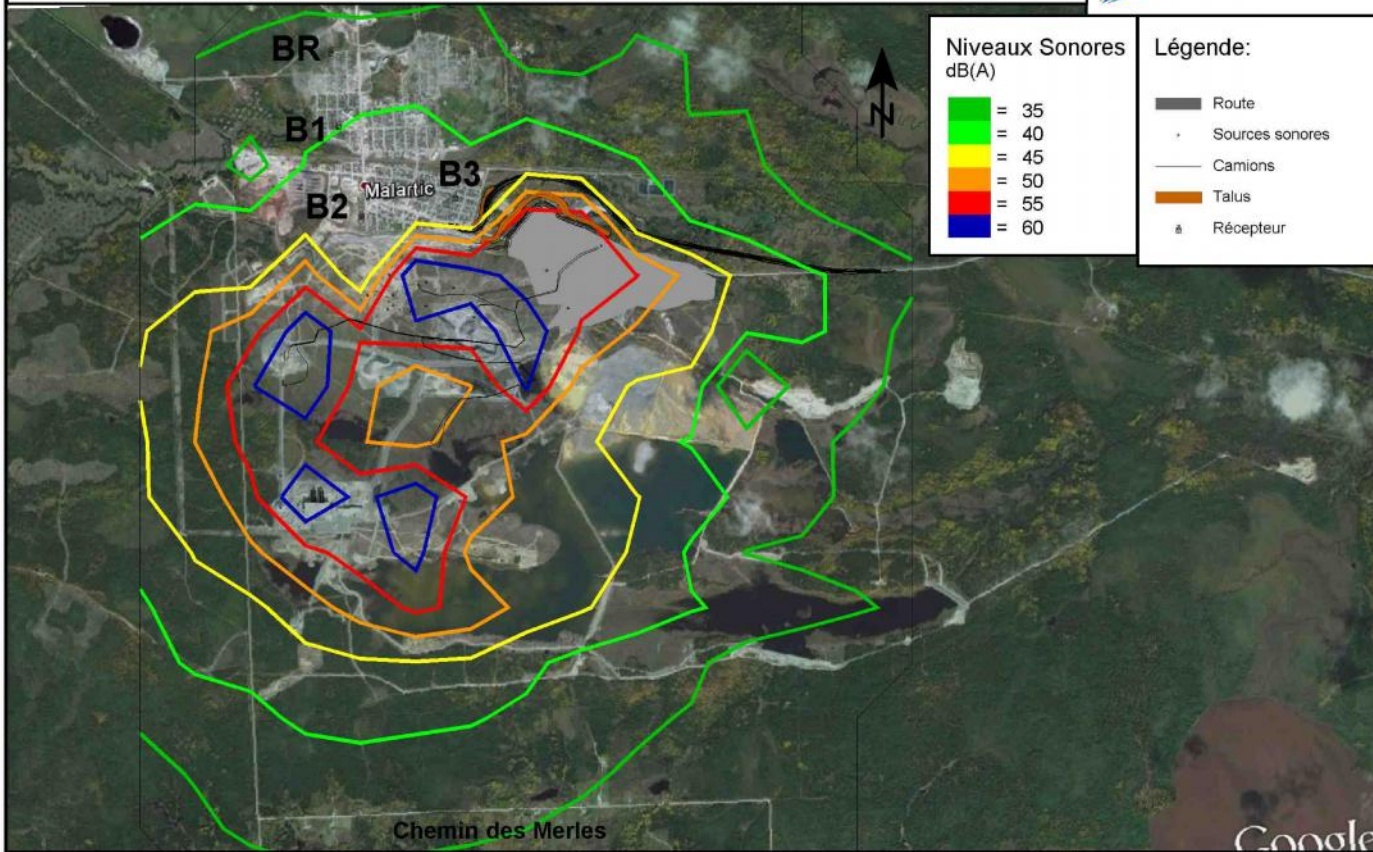 BR
B1
B3
B2
Malartic
Chemin des Merles
Niveaux Sonores
dB(A)
= 35
= 40
= 45
= 50
= 55
= 60
Légende:
Route
Sources sonores
Camions
Talus
Récepteur
N
Google